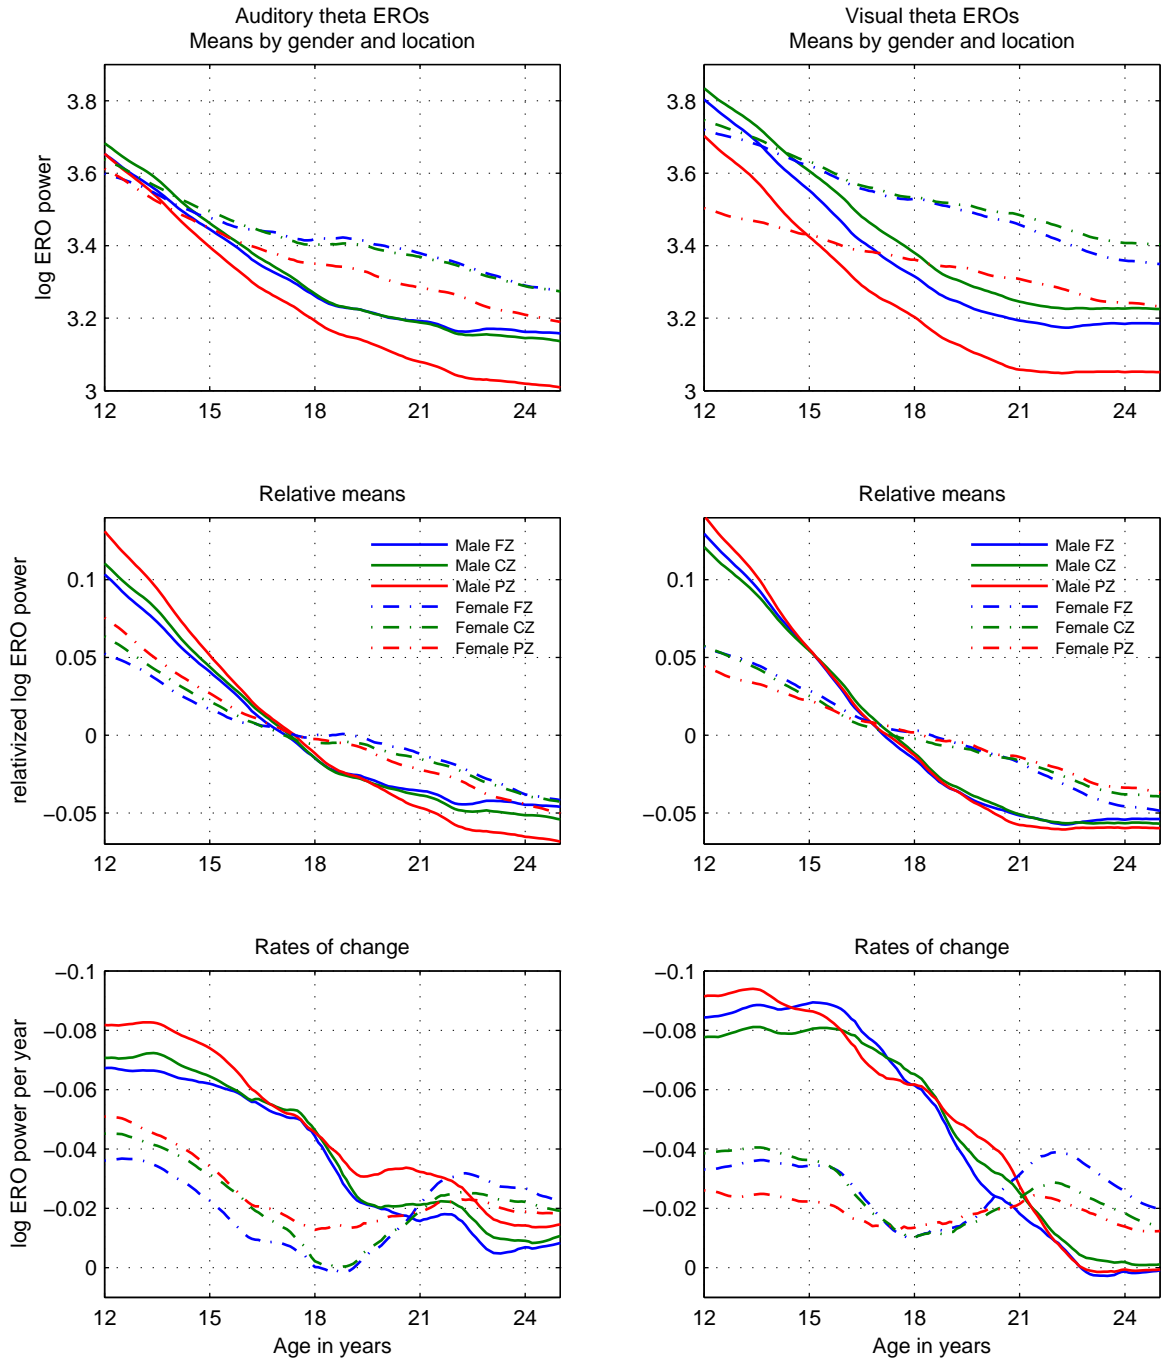 Auditory theta EROs
Means by gender and location
log ERO power
3.8
3.6
3.4
3.2
3
12 15 18 21 24
Visual theta EROs
Means by gender and location
3.8
3.6
3.4
3.2
3
12 15 18 21 24
Relative means
relativized log ERO power
0.1
0.05
0
−0.05
Male FZ
Male CZ
Male PZ
Female FZ
Female CZ
Female PZ
12 15 18 21 24
Relative means
0.1
0.05
0
−0.05
Male FZ
Male CZ
Male PZ
Female FZ
Female CZ
Female PZ
12 15 18 21 24
Rates of change
log ERO power per year
−0.1
−0.08
−0.06
−0.04
−0.02
0
12 15 18 21 24
Age in years
Rates of change
−0.1
−0.08
−0.06
−0.04
−0.02
0
12 15 18 21 24
Age in years